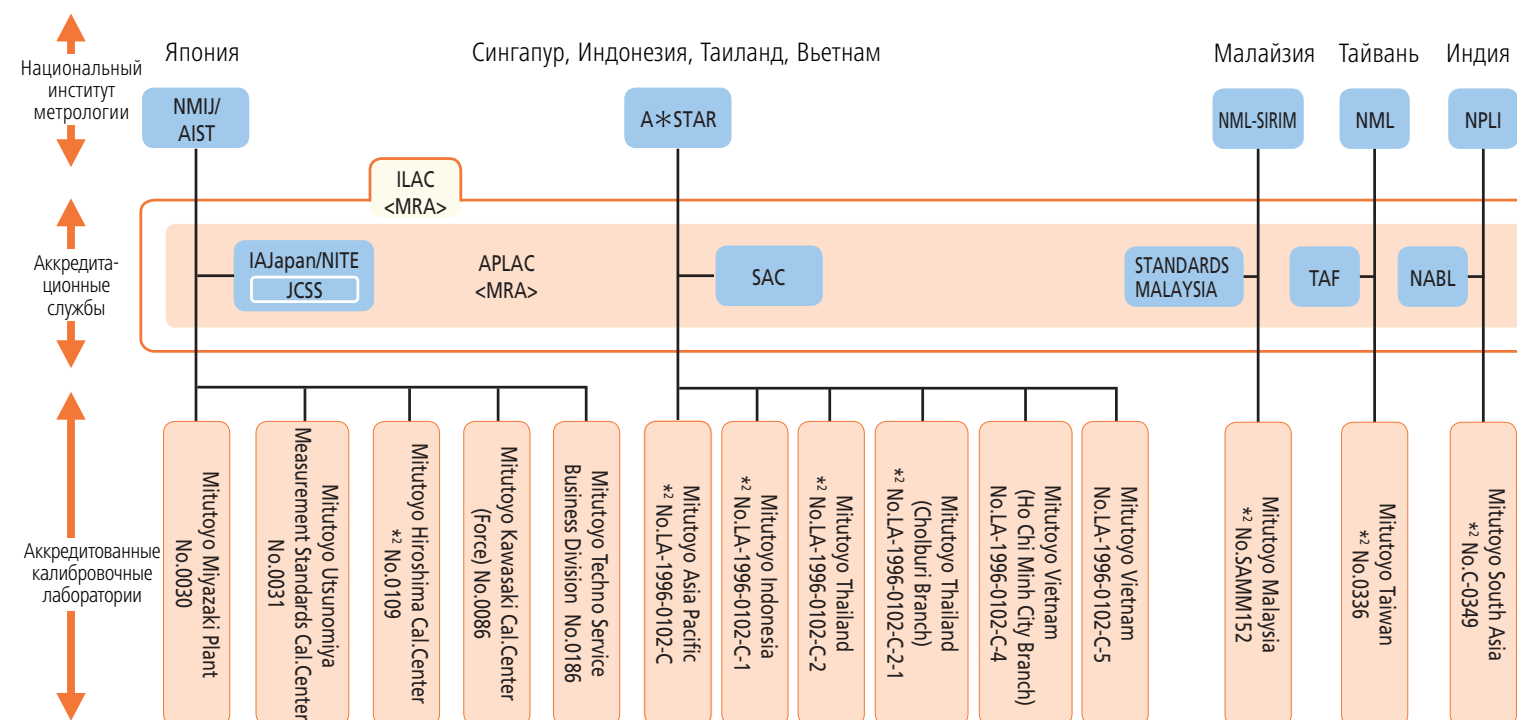 Национальный
институт
метрологии
Япония
Сингапур, Индонезия, Таиланд, Вьетнам
Малайзия
Тайвань
Индия
NMIJ/
AIST
A*STAR
NML-SIRIM
NML
NPLI
ILAC
<MRA>
Аккредита-
ционные
службы
IAJapan/NITE
JCSS
APLAC
<MRA>
SAC
STANDARDS
MALAYSIA
TAF
NABL
Аккредитованные
калибровочные
лаборатории
Mitutoyo Miyazaki Plant
No.0030
Mitutoyo Utsunomiya
Measurement Standards Cal.Center
No.0031
Mitutoyo Hiroshima Cal.Center
*2 No.0109
Mitutoyo Kawasaki Cal.Center
(Force) No.0086
Mitutoyo Techno Service
Business Division No.0186
Mitutoyo Asia Pacific
*2 No.LA-1996-0102-C
Mitutoyo Indonesia
*2 No.LA-1996-0102-C-1
Mitutoyo Thailand
*2 No.LA-1996-0102-C-2
Mitutoyo Thailand
(Cholburi Branch)
*2 No.LA-1996-0102-C-2-1
Mitutoyo Vietnam
(Ho Chi Minh City Branch)
No.LA-1996-0102-C-4
Mitutoyo Vietnam
No.LA-1996-0102-C-5
Mitutoyo Malaysia
*2 No.SAMM152
Mitutoyo Taiwan
*2 No.0336
Mitutoyo South Asia
*2 No.C-0349